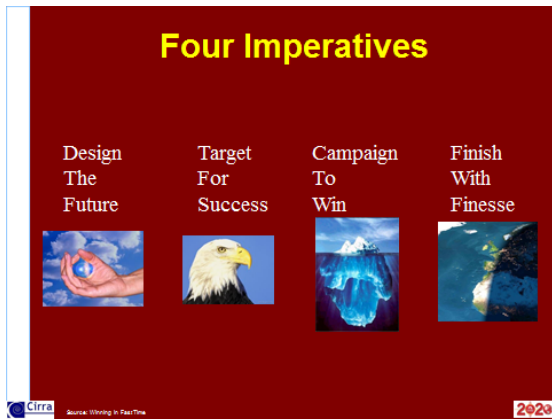 Four Imperatives
Design
The
Future
Target
For
Success
Campaign
To
Win
Finish
With
Finesse
Cirra
Source: Winning in FastTime
2020